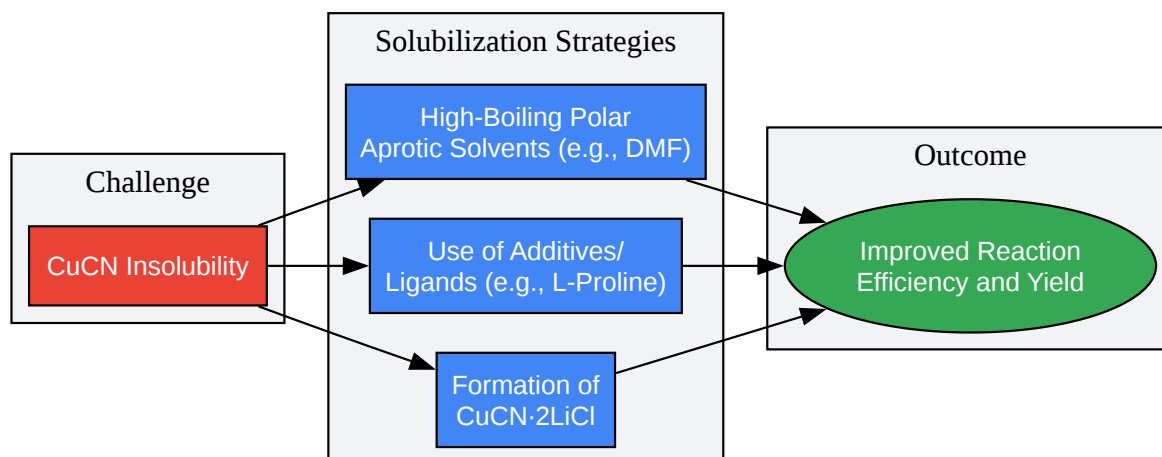 Challenge
CuCN Insolubility
Solubilization Strategies
High-Boiling Polar
Aprotic Solvents (e.g., DMF)
Use of Additives/
Ligands (e.g., L-Proline)
Formation of
CuCN·2LiCl
Outcome
Improved Reaction
Efficiency and Yield